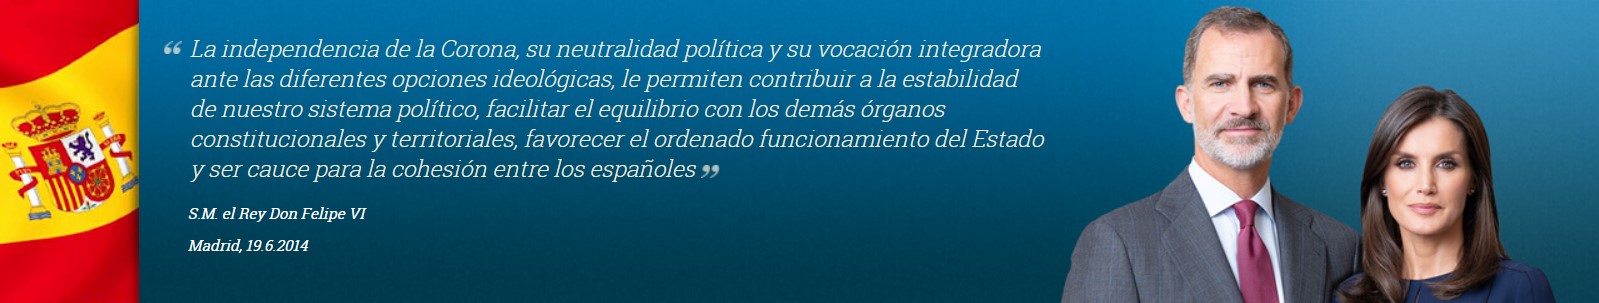 “ La independencia de la Corona, su neutralidad política y su vocación integradora
ante las diferentes opciones ideológicas, le permiten contribuir a la estabilidad
de nuestro sistema político, facilitar el equilibrio con los demás órganos
constitucionales y territoriales, favorecer el ordenado funcionamiento del Estado
y ser cauce para la cohesión entre los españoles ”
S.M. el Rey Don Felipe VI
Madrid, 19.6.2014